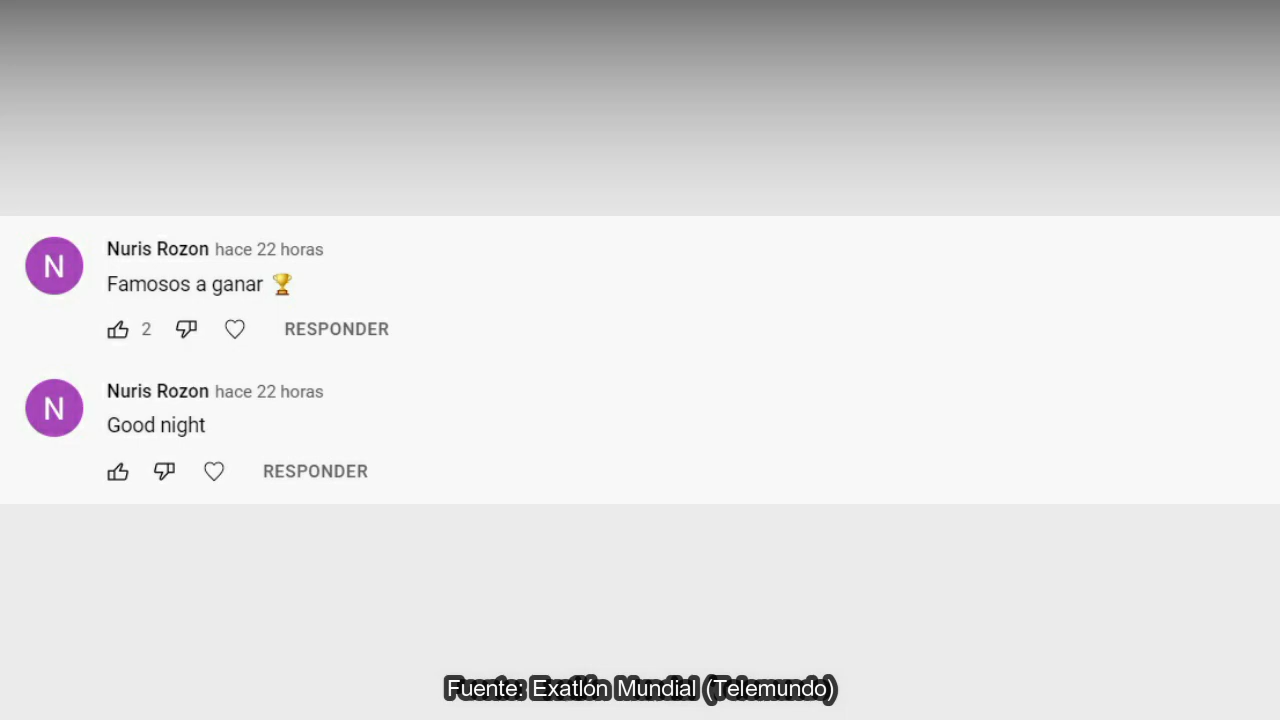 N
Nuris Rozon hace 22 horas
Famosos a ganar 🏆
2 RESPONDER
N
Nuris Rozon hace 22 horas
Good night
RESPONDER
Fuente: Exatlón Mundial (Telemundo)